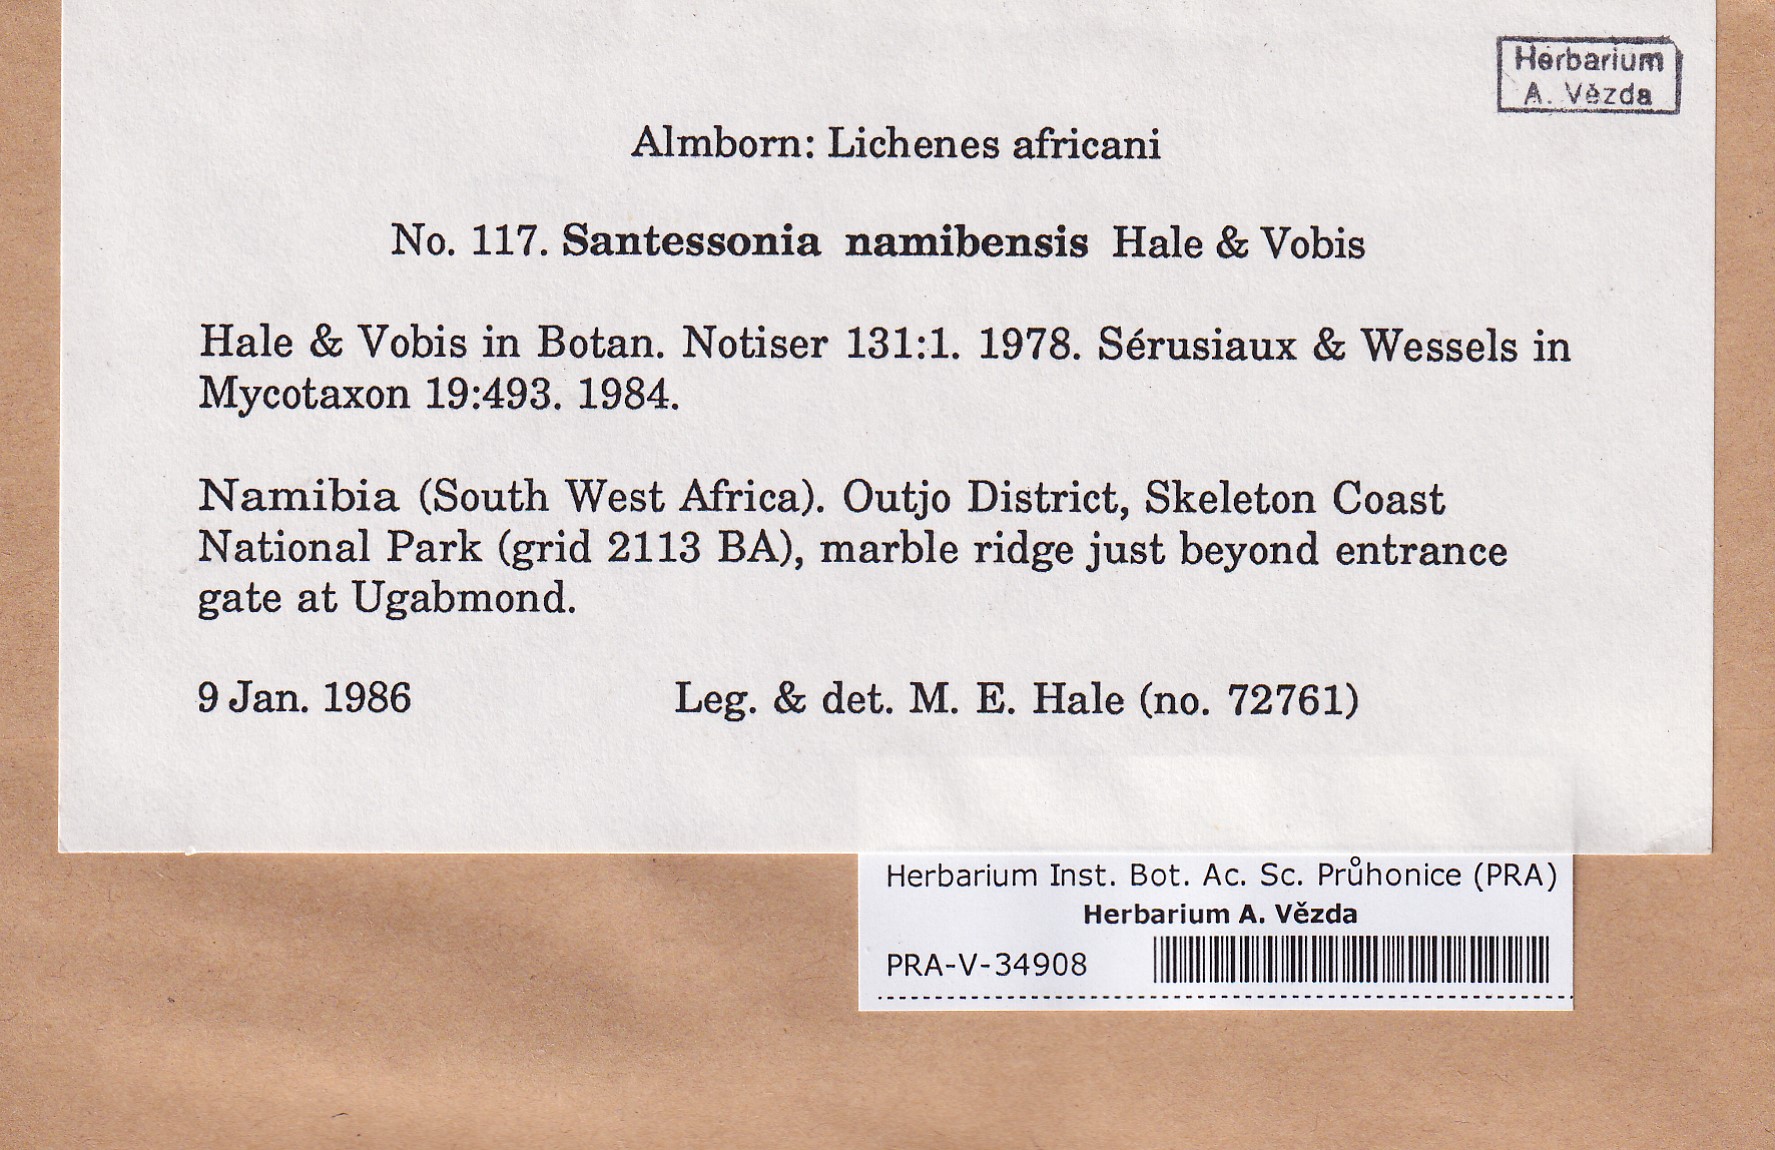 Herbarium
A. Vězda
Almborn: Lichenes africani
No. 117. Santessonia namibensis Hale & Vobis
Hale & Vobis in Botan. Notiser 131:1. 1978. Sérusiaux & Wessels in
Mycotaxon 19:493. 1984.
Namibia (South West Africa). Outjo District, Skeleton Coast
National Park (grid 2113 BA), marble ridge just beyond entrance
gate at Ugabmond.
9 Jan. 1986 Leg. & det. M. E. Hale (no. 72761)
Herbarium Inst. Bot. Ac. Sc. Průhonice (PRA)
Herbarium A. Vězda
PRA-V-34908